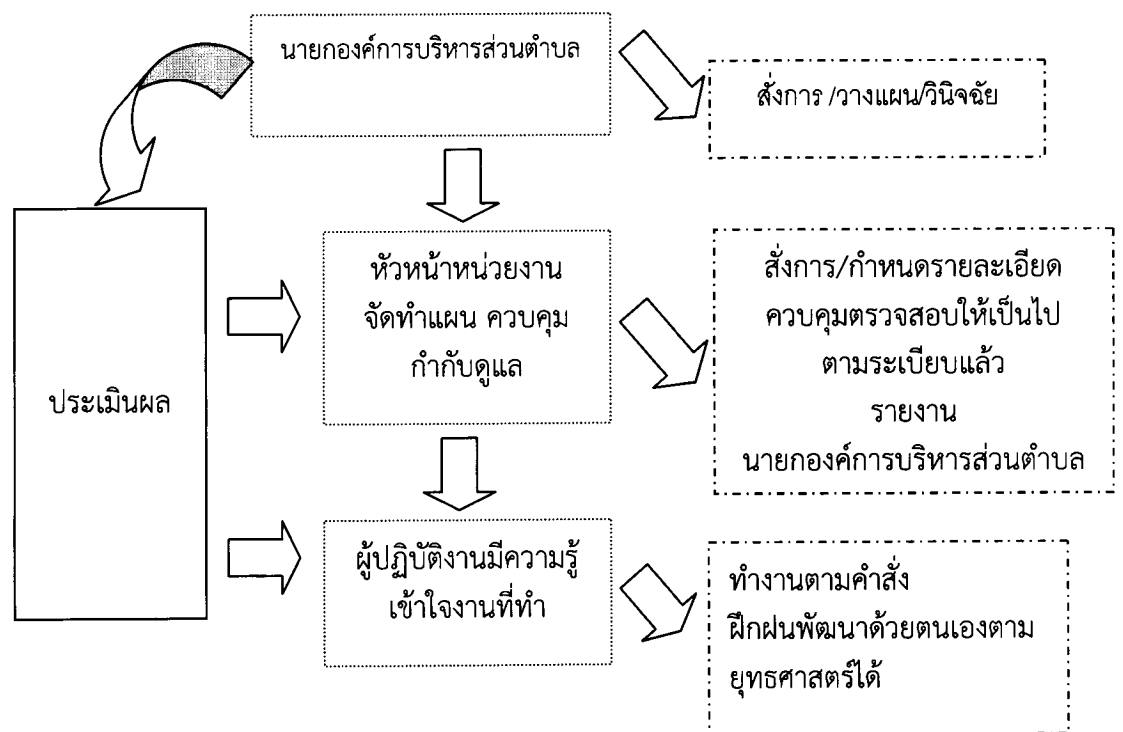 นายกองค์การบริหารส่วนตำบล
สั่งการ /วางแผน/วินิจฉัย
หัวหน้าหน่วยงาน
จัดทำแผน ควบคุม
กำกับดูแล
สั่งการ/กำหนดรายละเอียด
ควบคุมตรวจสอบให้เป็นไป
ตามระเบียบแล้ว
รายงาน
นายกองค์การบริหารส่วนตำบล
ประเมินผล
ผู้ปฏิบัติงานมีความรู้
เข้าใจงานที่ทำ
ทำงานตามคำสั่ง
ฝึกฝนพัฒนาด้วยตนเองตาม
ยุทธศาสตร์ได้